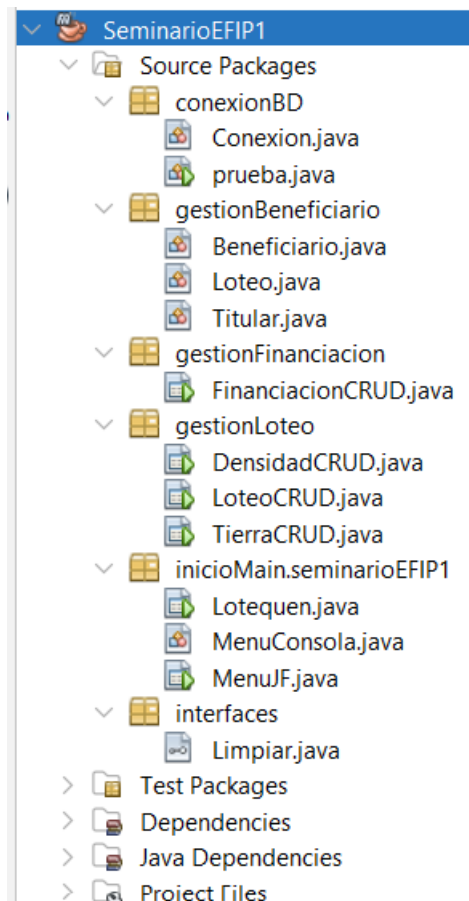 SeminarioEFIP1
Source Packages
conexionBD
Conexion.java
prueba.java
gestionBeneficiario
Beneficiario.java
Loteo.java
Titular.java
gestionFinanciacion
FinanciacionCRUD.java
gestionLoteo
DensidadCRUD.java
LoteoCRUD.java
TierraCRUD.java
inicioMain.seminarioEFIP1
Lotequen.java
MenuConsola.java
MenuJF.java
interfaces
Limpiar.java
Test Packages
Dependencies
Java Dependencies
Project Files